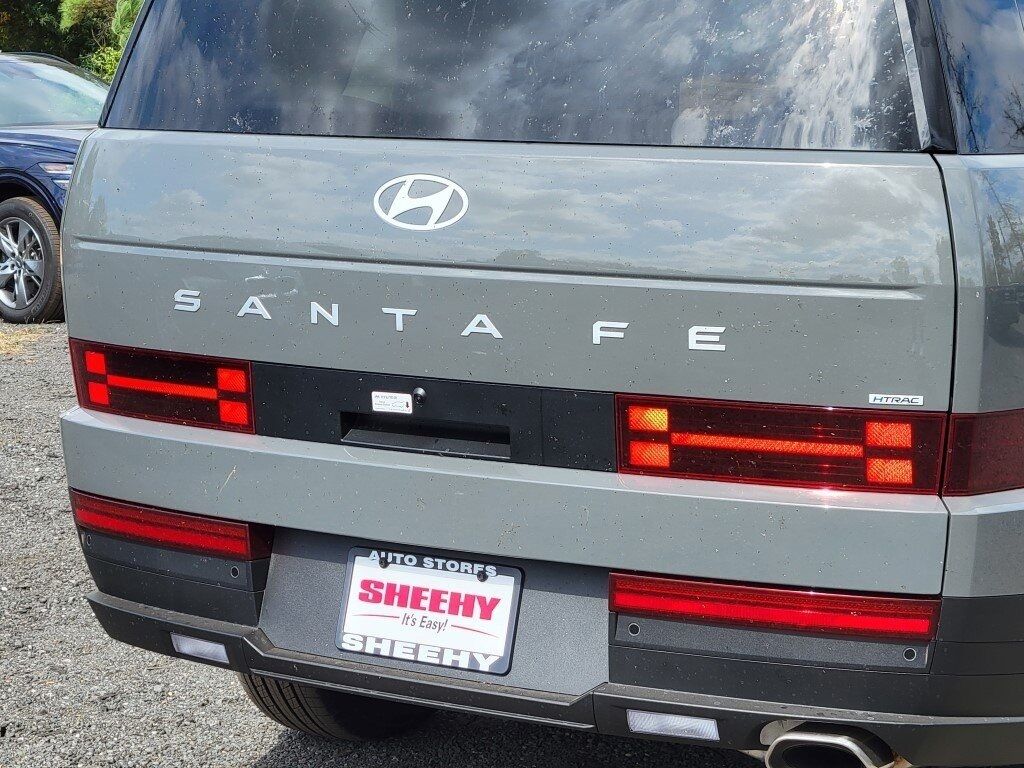 SANTA FE
HTRAC
AUTO STORES
SHEEHY
It's Easy!
SHEEHY